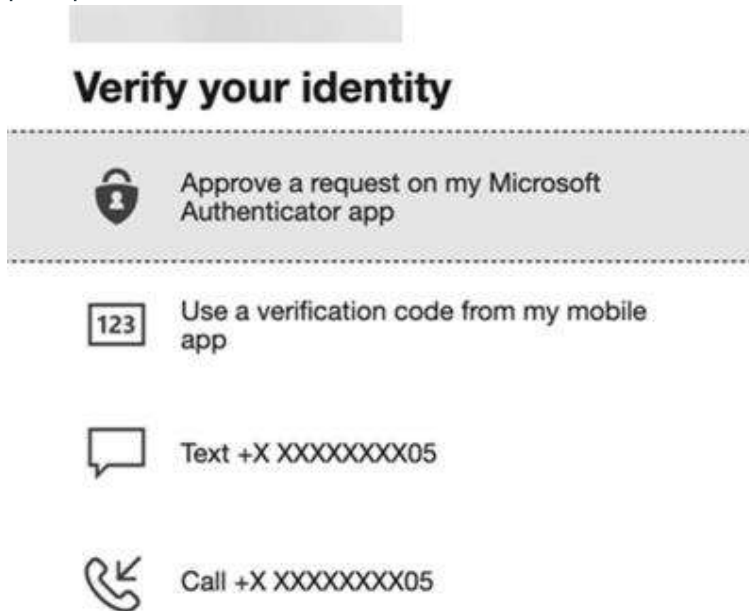 Verify your identity
Approve a request on my Microsoft
Authenticator app
123
Use a verification code from my mobile
app
Text +X XXXXXXXX05
Call +X XXXXXXXX05